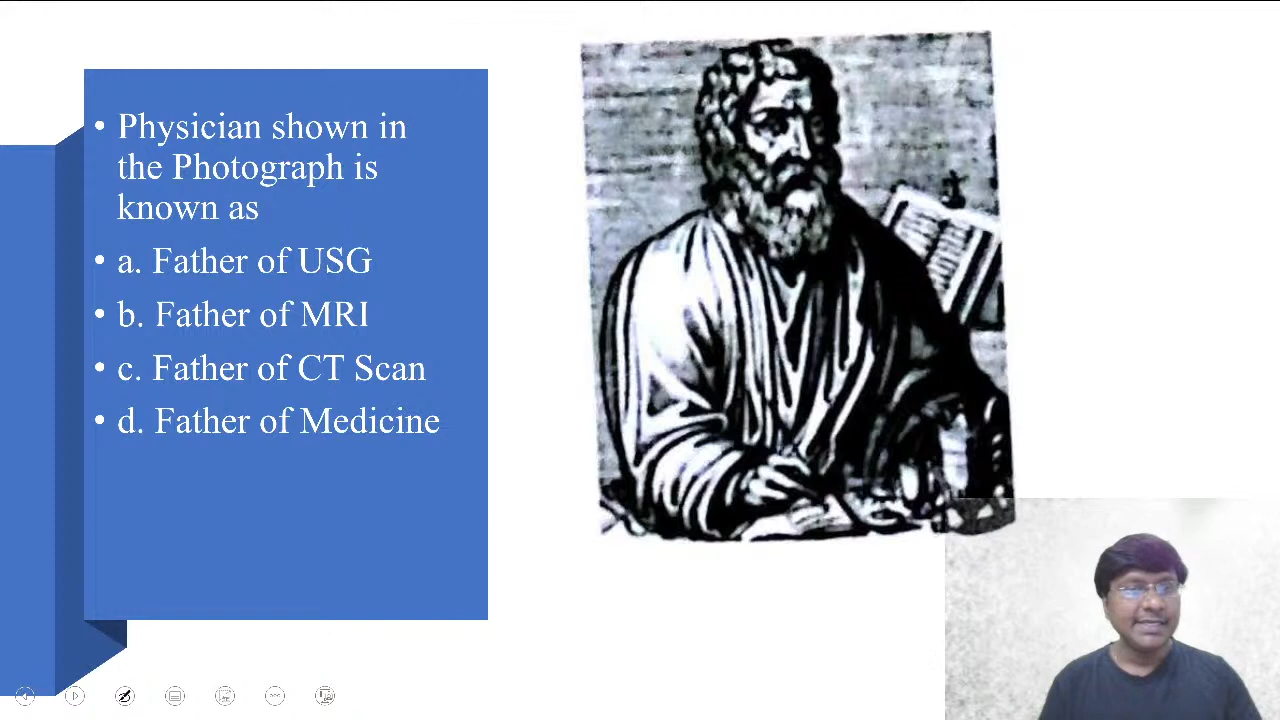 • Physician shown in
the Photograph is
known as
• a. Father of USG
• b. Father of MRI
• c. Father of CT Scan
• d. Father of Medicine